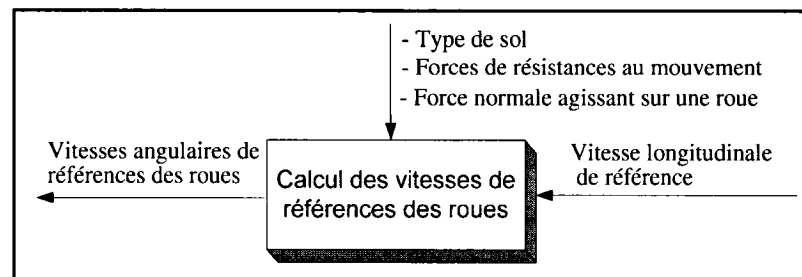 - Type de sol
- Forces de résistances au mouvement
- Force normale agissant sur une roue
Vitesses angulaires de
références des roues
Calcul des vitesses de
références des roues
Vitesse longitudinale
de référence